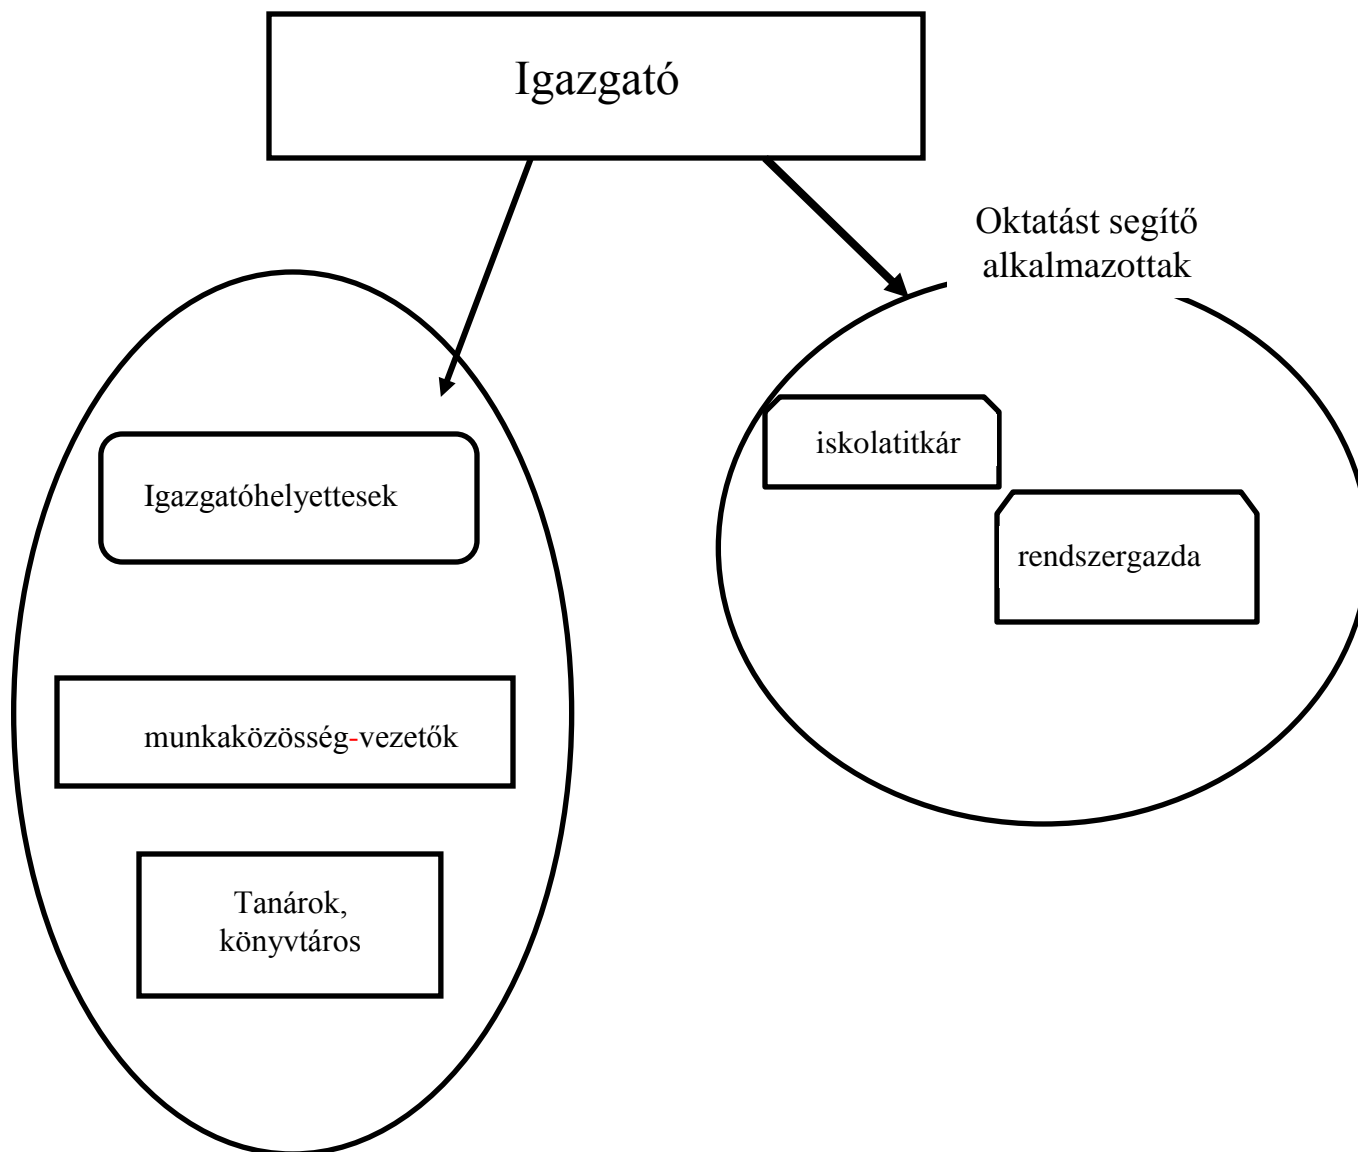 Igazgató
Oktatást segítő
alkalmazottak
Igazgatóhelyettesek
munkaközösség-vezetők
Tanárok,
könyvtáros
iskolatitkár
rendszergazda